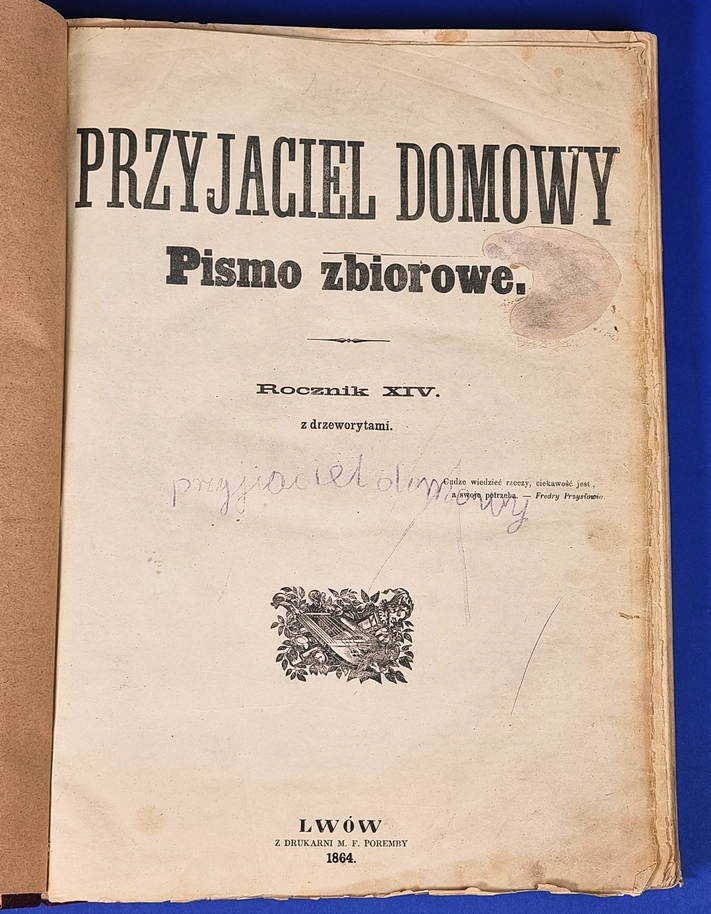 PRZYJACIEL DOMOWY
Pismo zbiorowe.
Rocznik XIV.
z drzeworytami.
Cudze wiedzieć rzeczy, ciekawość jest,
a swoje potrzeba. — Fredry Przysłowia
przyjiaciel domowy
LWÓW
Z DRUKARNI M. F. POREMBY
1864.